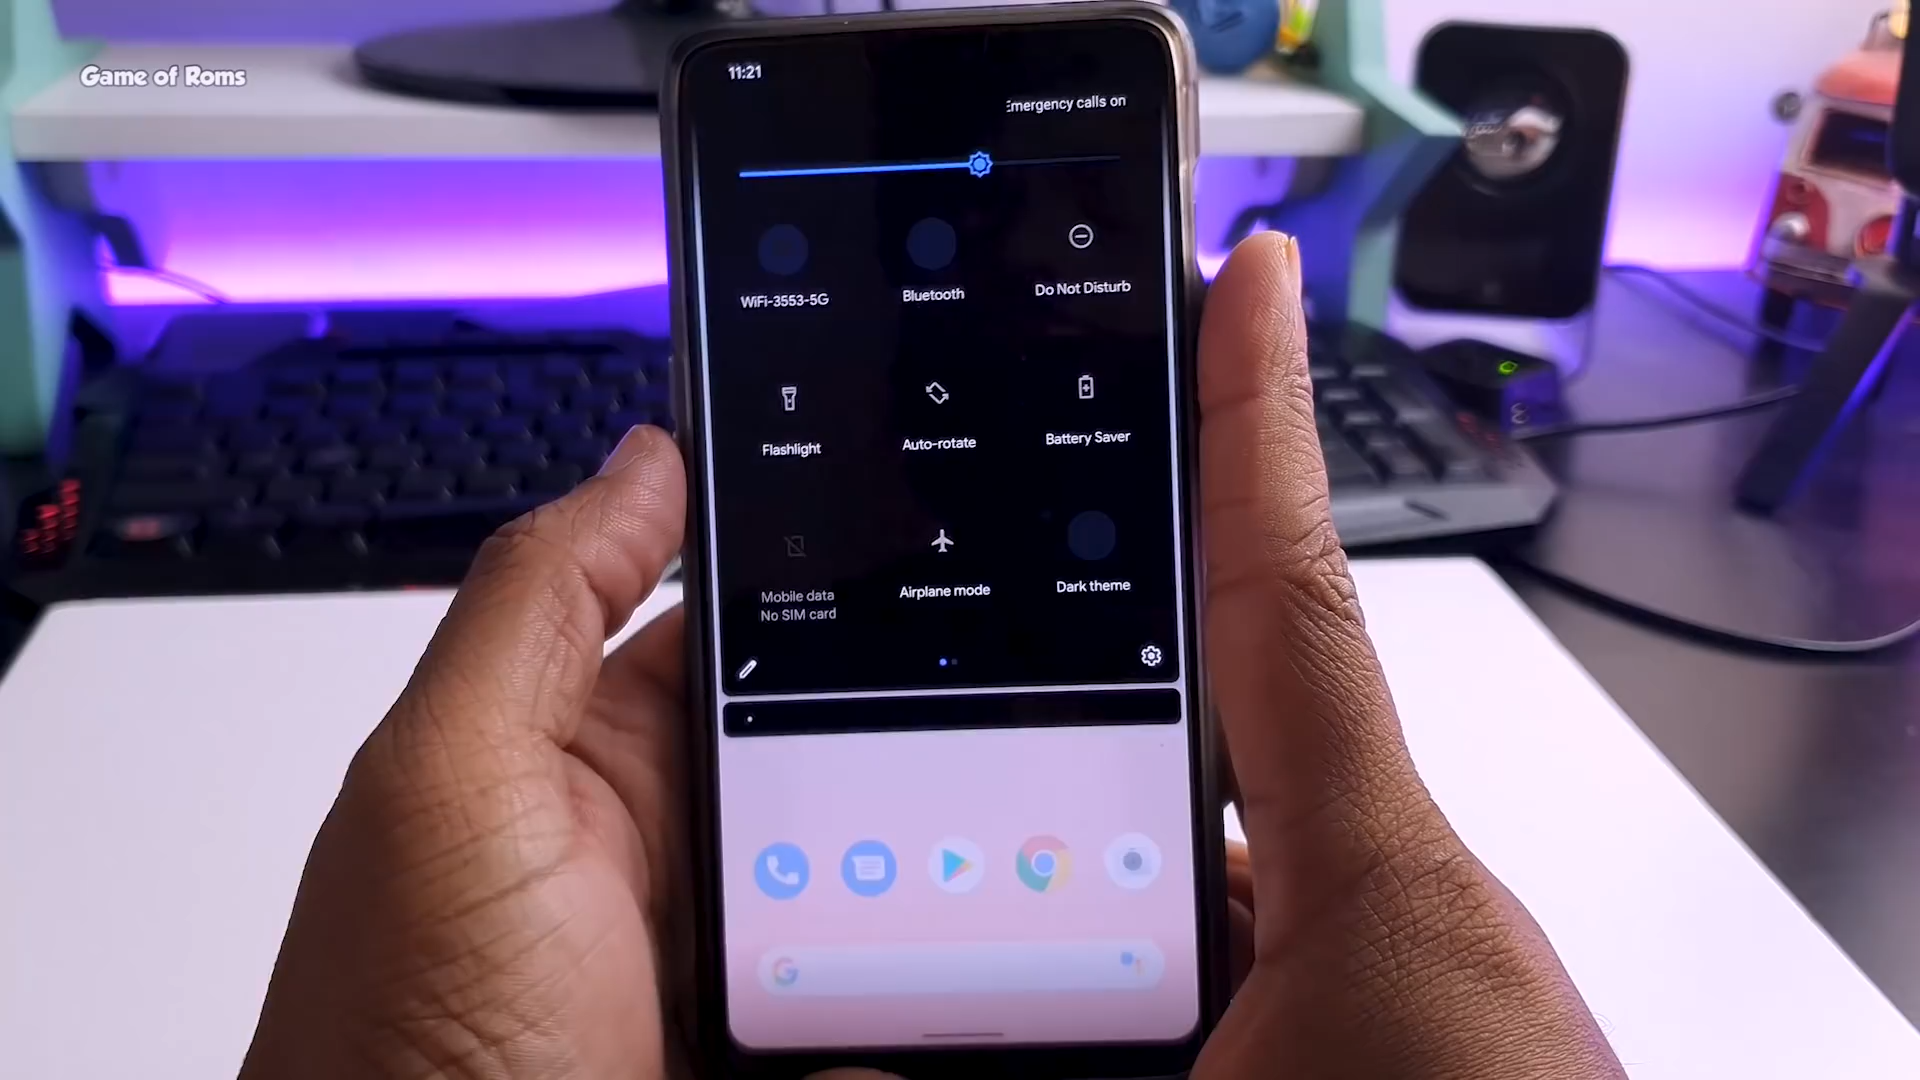 Game of Roms
11:21
Emergency calls on
WiFi-3553-5G
Bluetooth
Do Not Disturb
Flashlight
Auto-rotate
Battery Saver
Mobile data
No SIM card
Airplane mode
Dark theme
G